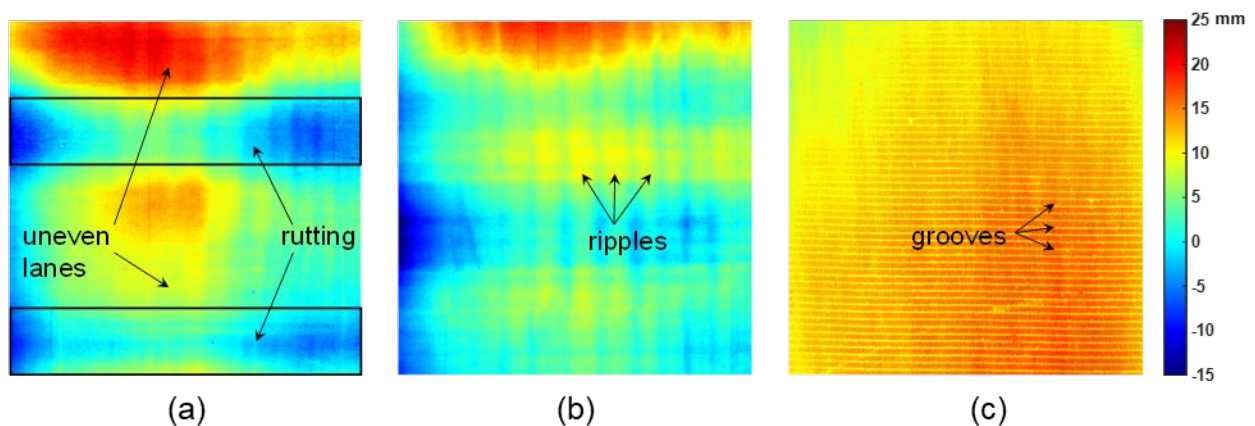 uneven
lanes
rutting
ripples
grooves
25 mm
20
15
10
5
0
-5
-10
-15
(a)
(b)
(c)